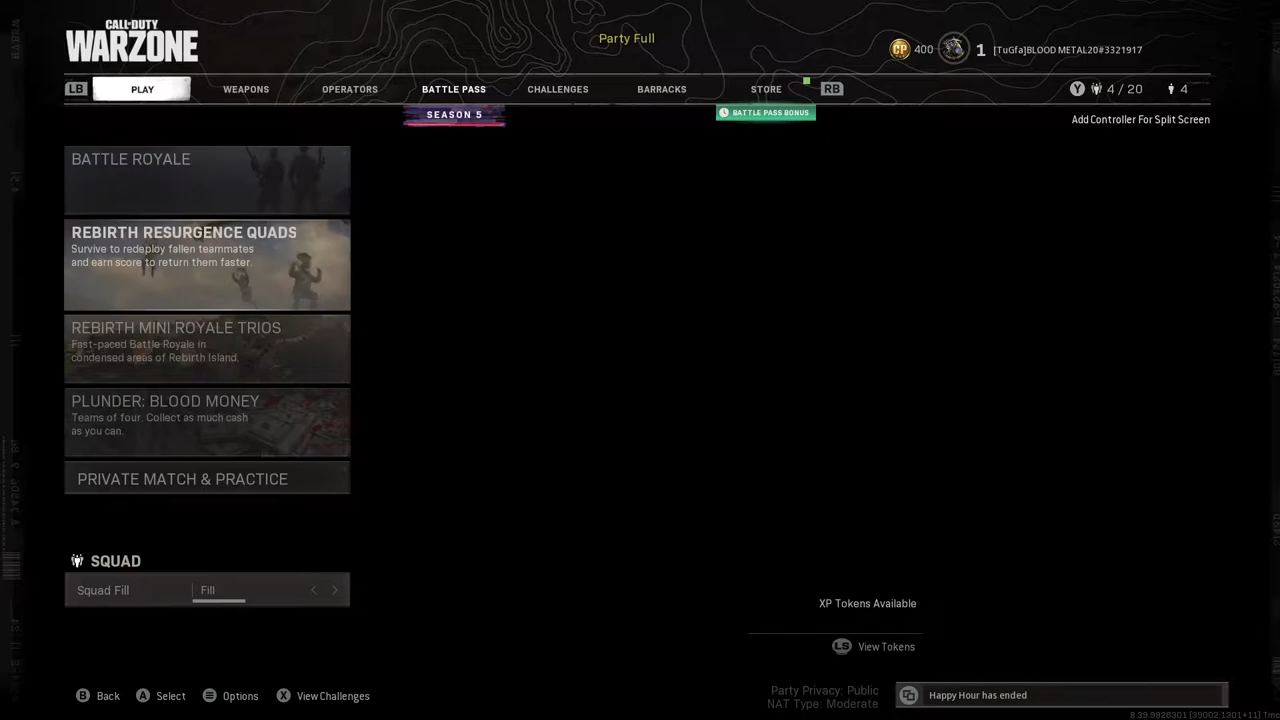 CALL OF DUTY
WARZONE
Party Full
CP 400
1 [TuGfa]BLOOD METAL20#3321917
LB PLAY WEAPONS OPERATORS BATTLE PASS CHALLENGES BARRACKS STORE RB
Y 4 / 20 4
SEASON 5
BATTLE PASS BONUS
Add Controller For Split Screen
BATTLE ROYALE
REBIRTH RESURGENCE QUADS
Survive to redeploy fallen teammates
and earn score to return them faster.
REBIRTH MINI ROYALE TRIOS
Fast-paced Battle Royale in
condensed areas of Rebirth Island.
PLUNDER: BLOOD MONEY
Teams of four. Collect as much cash
as you can.
PRIVATE MATCH & PRACTICE
SQUAD
Squad Fill Fill
XP Tokens Available
LS View Tokens
B Back A Select Options X View Challenges
Party Privacy: Public
NAT Type: Moderate
Happy Hour has ended